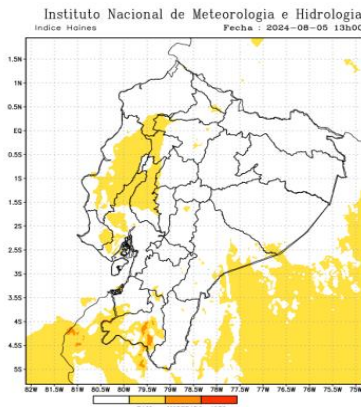 Instituto Nacional de Meteorologia e Hidrologia
Indice Haines
Fecha : 2024-08-05 13h00
1.5N
1N
0.5N
EQ
0.5S
1S
1.5S
2S
2.5S
3S
3.5S
4S
4.5S
5S
82W 81.5W 81W 80.5W 80W 79.5W 79W 78.5W 78W 77.5W 77W 76.5W 76W 75.5W 75W